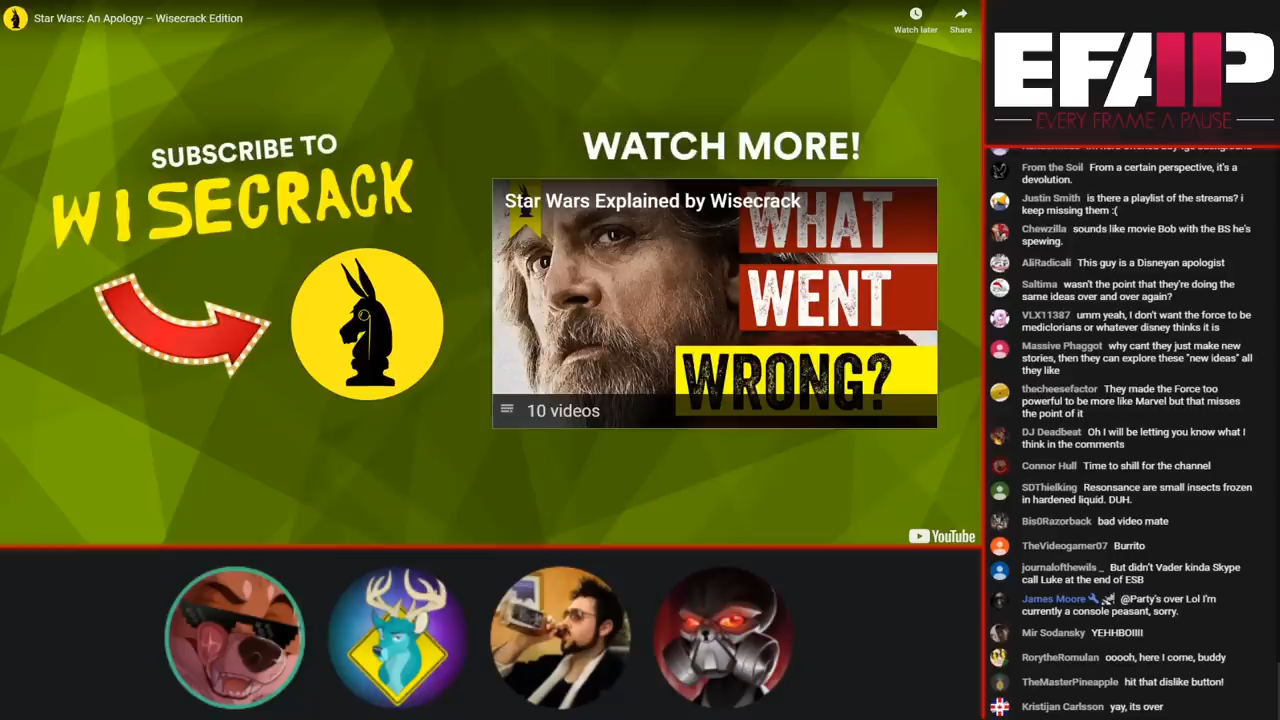 Star Wars: An Apology – Wisecrack Edition
Watch later
Share
SUBSCRIBE TO
WISECRACK
WATCH MORE!
Star Wars Explained by Wisecrack
WHAT
WENT
WRONG?
10 videos
YouTube
EFAP
EVERY FRAME A PAUSE
From the Soil From a certain perspective, it's a
devolution.
Justin Smith is there a playlist of the streams? i
keep missing them :(
Chewzilla sounds like movie Bob with the BS he's
spewing.
AliRadicali This guy is a Disneyan apologist
Saltima wasn't the point that they're doing the
same ideas over and over again?
VLX11387 umm yeah, I don't want the force to be
mediclorians or whatever disney thinks it is
Massive Phaggot why cant they just make new
stories, then they can explore these "new ideas" all
they like
thecheesefactor They made the Force too
powerful to be more like Marvel but that misses
the point of it
DJ Deadbeat Oh I will be letting you know what I
think in the comments
Connor Hull Time to shill for the channel
SDThielking Resonsance are small insects frozen
in hardened liquid. DUH.
Bis0Razorback bad video mate
TheVideogamer07 Burrito
journalofthewils _ But didn't Vader kinda Skype
call Luke at the end of ESB
James Moore @Party's over Lol I'm
currently a console peasant, sorry.
Mir Sodansky YEHHBOIIII
RorytheRomulan ooooh, here I come, buddy
TheMasterPineapple hit that dislike button!
Kristijan Carlsson yay, its over